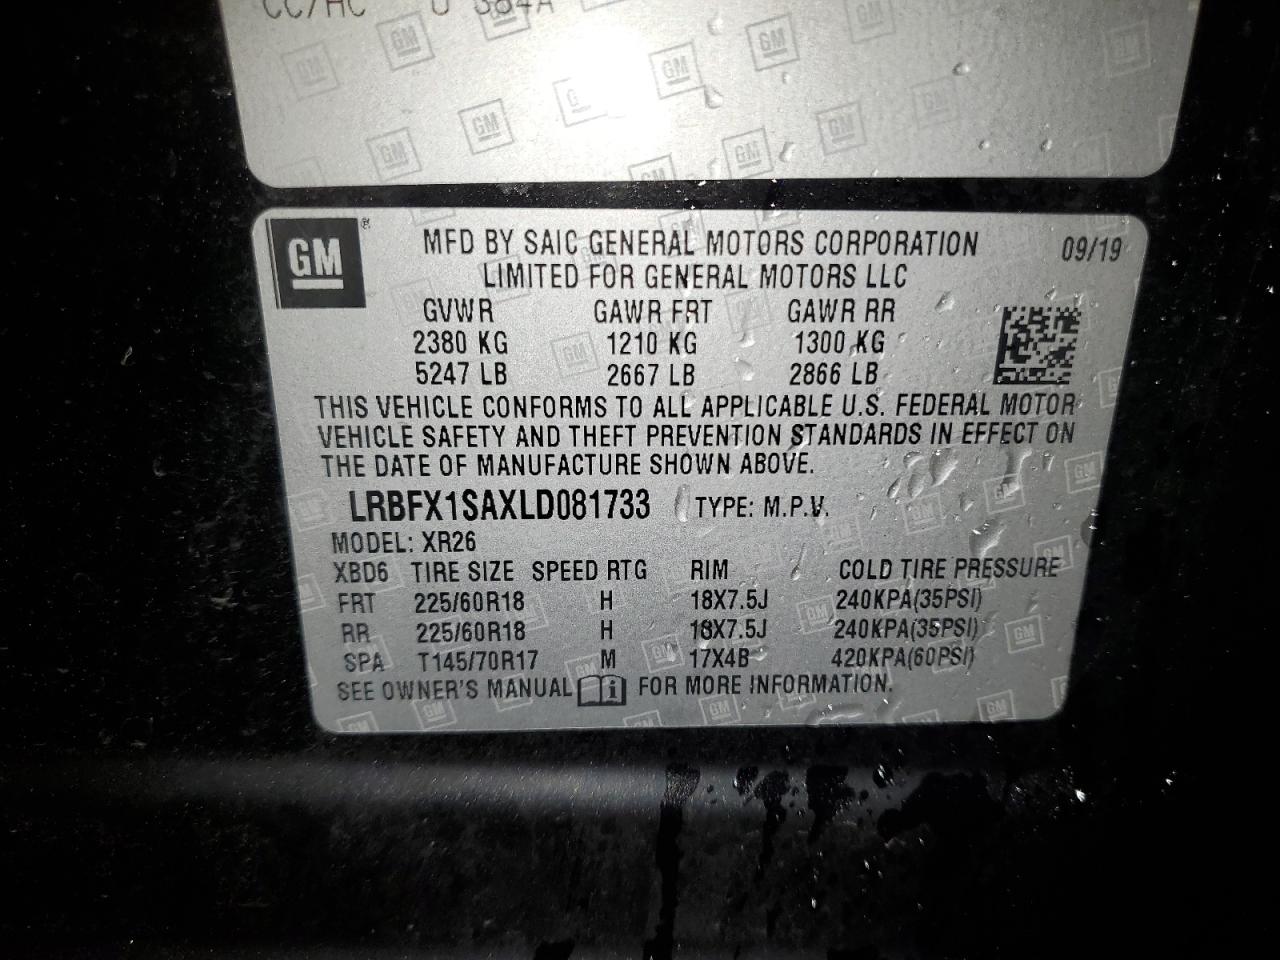 CC/HC U 384A
GM
MFD BY SAIC GENERAL MOTORS CORPORATION 09/19
LIMITED FOR GENERAL MOTORS LLC
GVWR GAWR FRT GAWR RR
2380 KG 1210 KG 1300 KG
5247 LB 2667 LB 2866 LB
THIS VEHICLE CONFORMS TO ALL APPLICABLE U.S. FEDERAL MOTOR
VEHICLE SAFETY AND THEFT PREVENTION STANDARDS IN EFFECT ON
THE DATE OF MANUFACTURE SHOWN ABOVE.
LRBFX1SAXLD081733 TYPE: M.P.V.
MODEL: XR26
XBD6 TIRE SIZE SPEED RTG RIM COLD TIRE PRESSURE
FRT 225/60R18 H 18X7.5J 240KPA(35PSI)
RR 225/60R18 H 18X7.5J 240KPA(35PSI)
SPA T145/70R17 M 17X4B 420KPA(60PSI)
SEE OWNER'S MANUAL i FOR MORE INFORMATION.